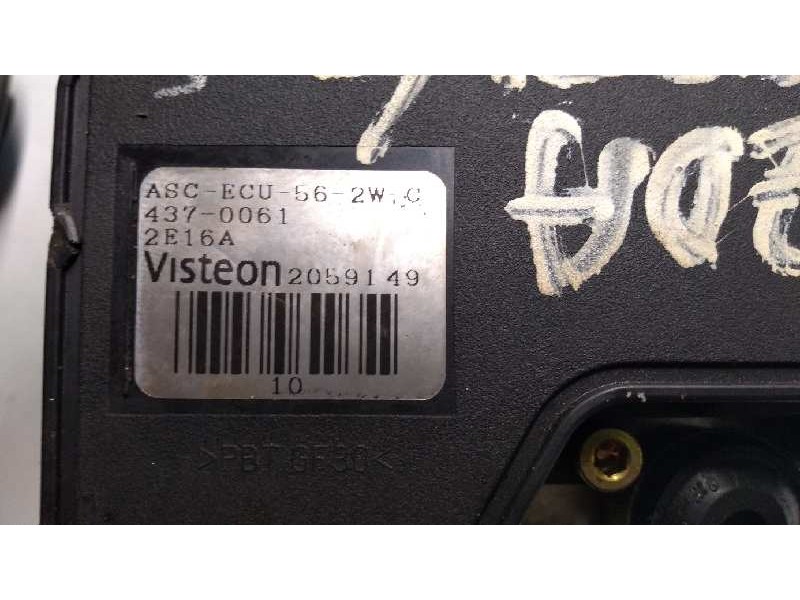 ASC-ECU-56-2W:C
437-0061
2E16A
Visteon 2059149
10
>PBT GF30<